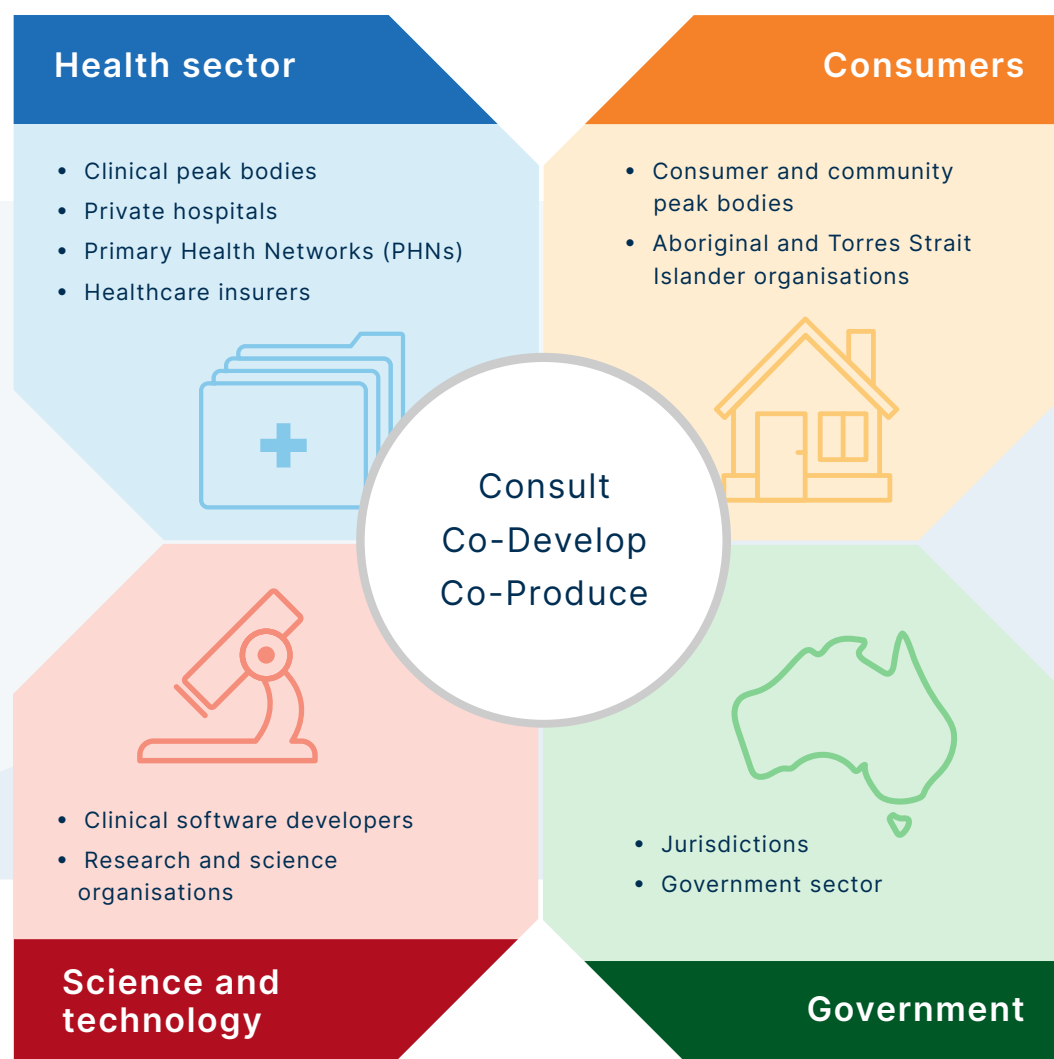 Health sector
• Clinical peak bodies
• Private hospitals
• Primary Health Networks (PHNs)
• Healthcare insurers
Consumers
• Consumer and community
peak bodies
• Aboriginal and Torres Strait
Islander organisations
Consult
Co-Develop
Co-Produce
• Clinical software developers
• Research and science
organisations
Science and
technology
• Jurisdictions
• Government sector
Government